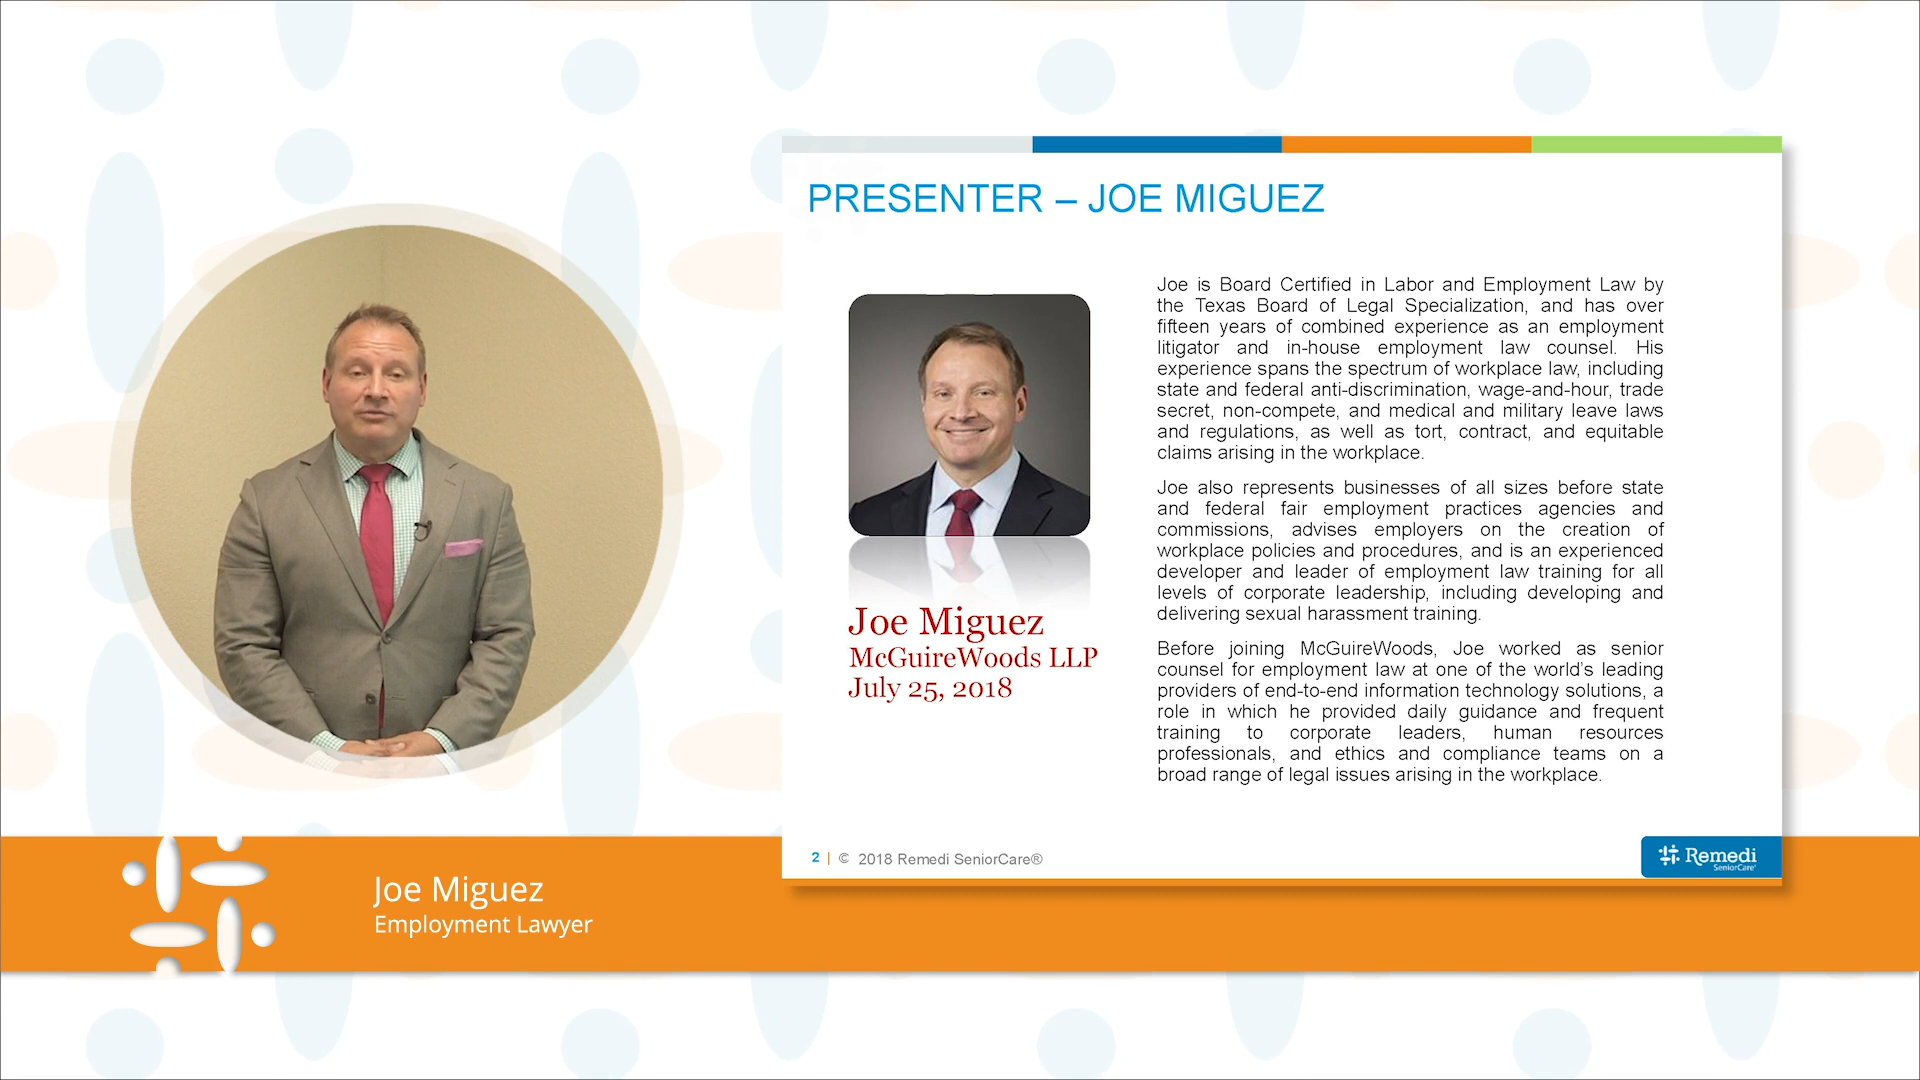 PRESENTER – JOE MIGUEZ
Joe is Board Certified in Labor and Employment Law by
the Texas Board of Legal Specialization, and has over
fifteen years of combined experience as an employment
litigator and in-house employment law counsel. His
experience spans the spectrum of workplace law, including
state and federal anti-discrimination, wage-and-hour, trade
secret, non-compete, and medical and military leave laws
and regulations, as well as tort, contract, and equitable
claims arising in the workplace.
Joe also represents businesses of all sizes before state
and federal fair employment practices agencies and
commissions, advises employers on the creation of
workplace policies and procedures, and is an experienced
developer and leader of employment law training for all
levels of corporate leadership, including developing and
delivering sexual harassment training.
Before joining McGuireWoods, Joe worked as senior
counsel for employment law at one of the world's leading
providers of end-to-end information technology solutions, a
role in which he provided daily guidance and frequent
training to corporate leaders, human resources
professionals, and ethics and compliance teams on a
broad range of legal issues arising in the workplace.
Joe Miguez
McGuireWoods LLP
July 25, 2018
2 | © 2018 Remedi SeniorCare®
Remedi
SeniorCare®
Joe Miguez
Employment Lawyer